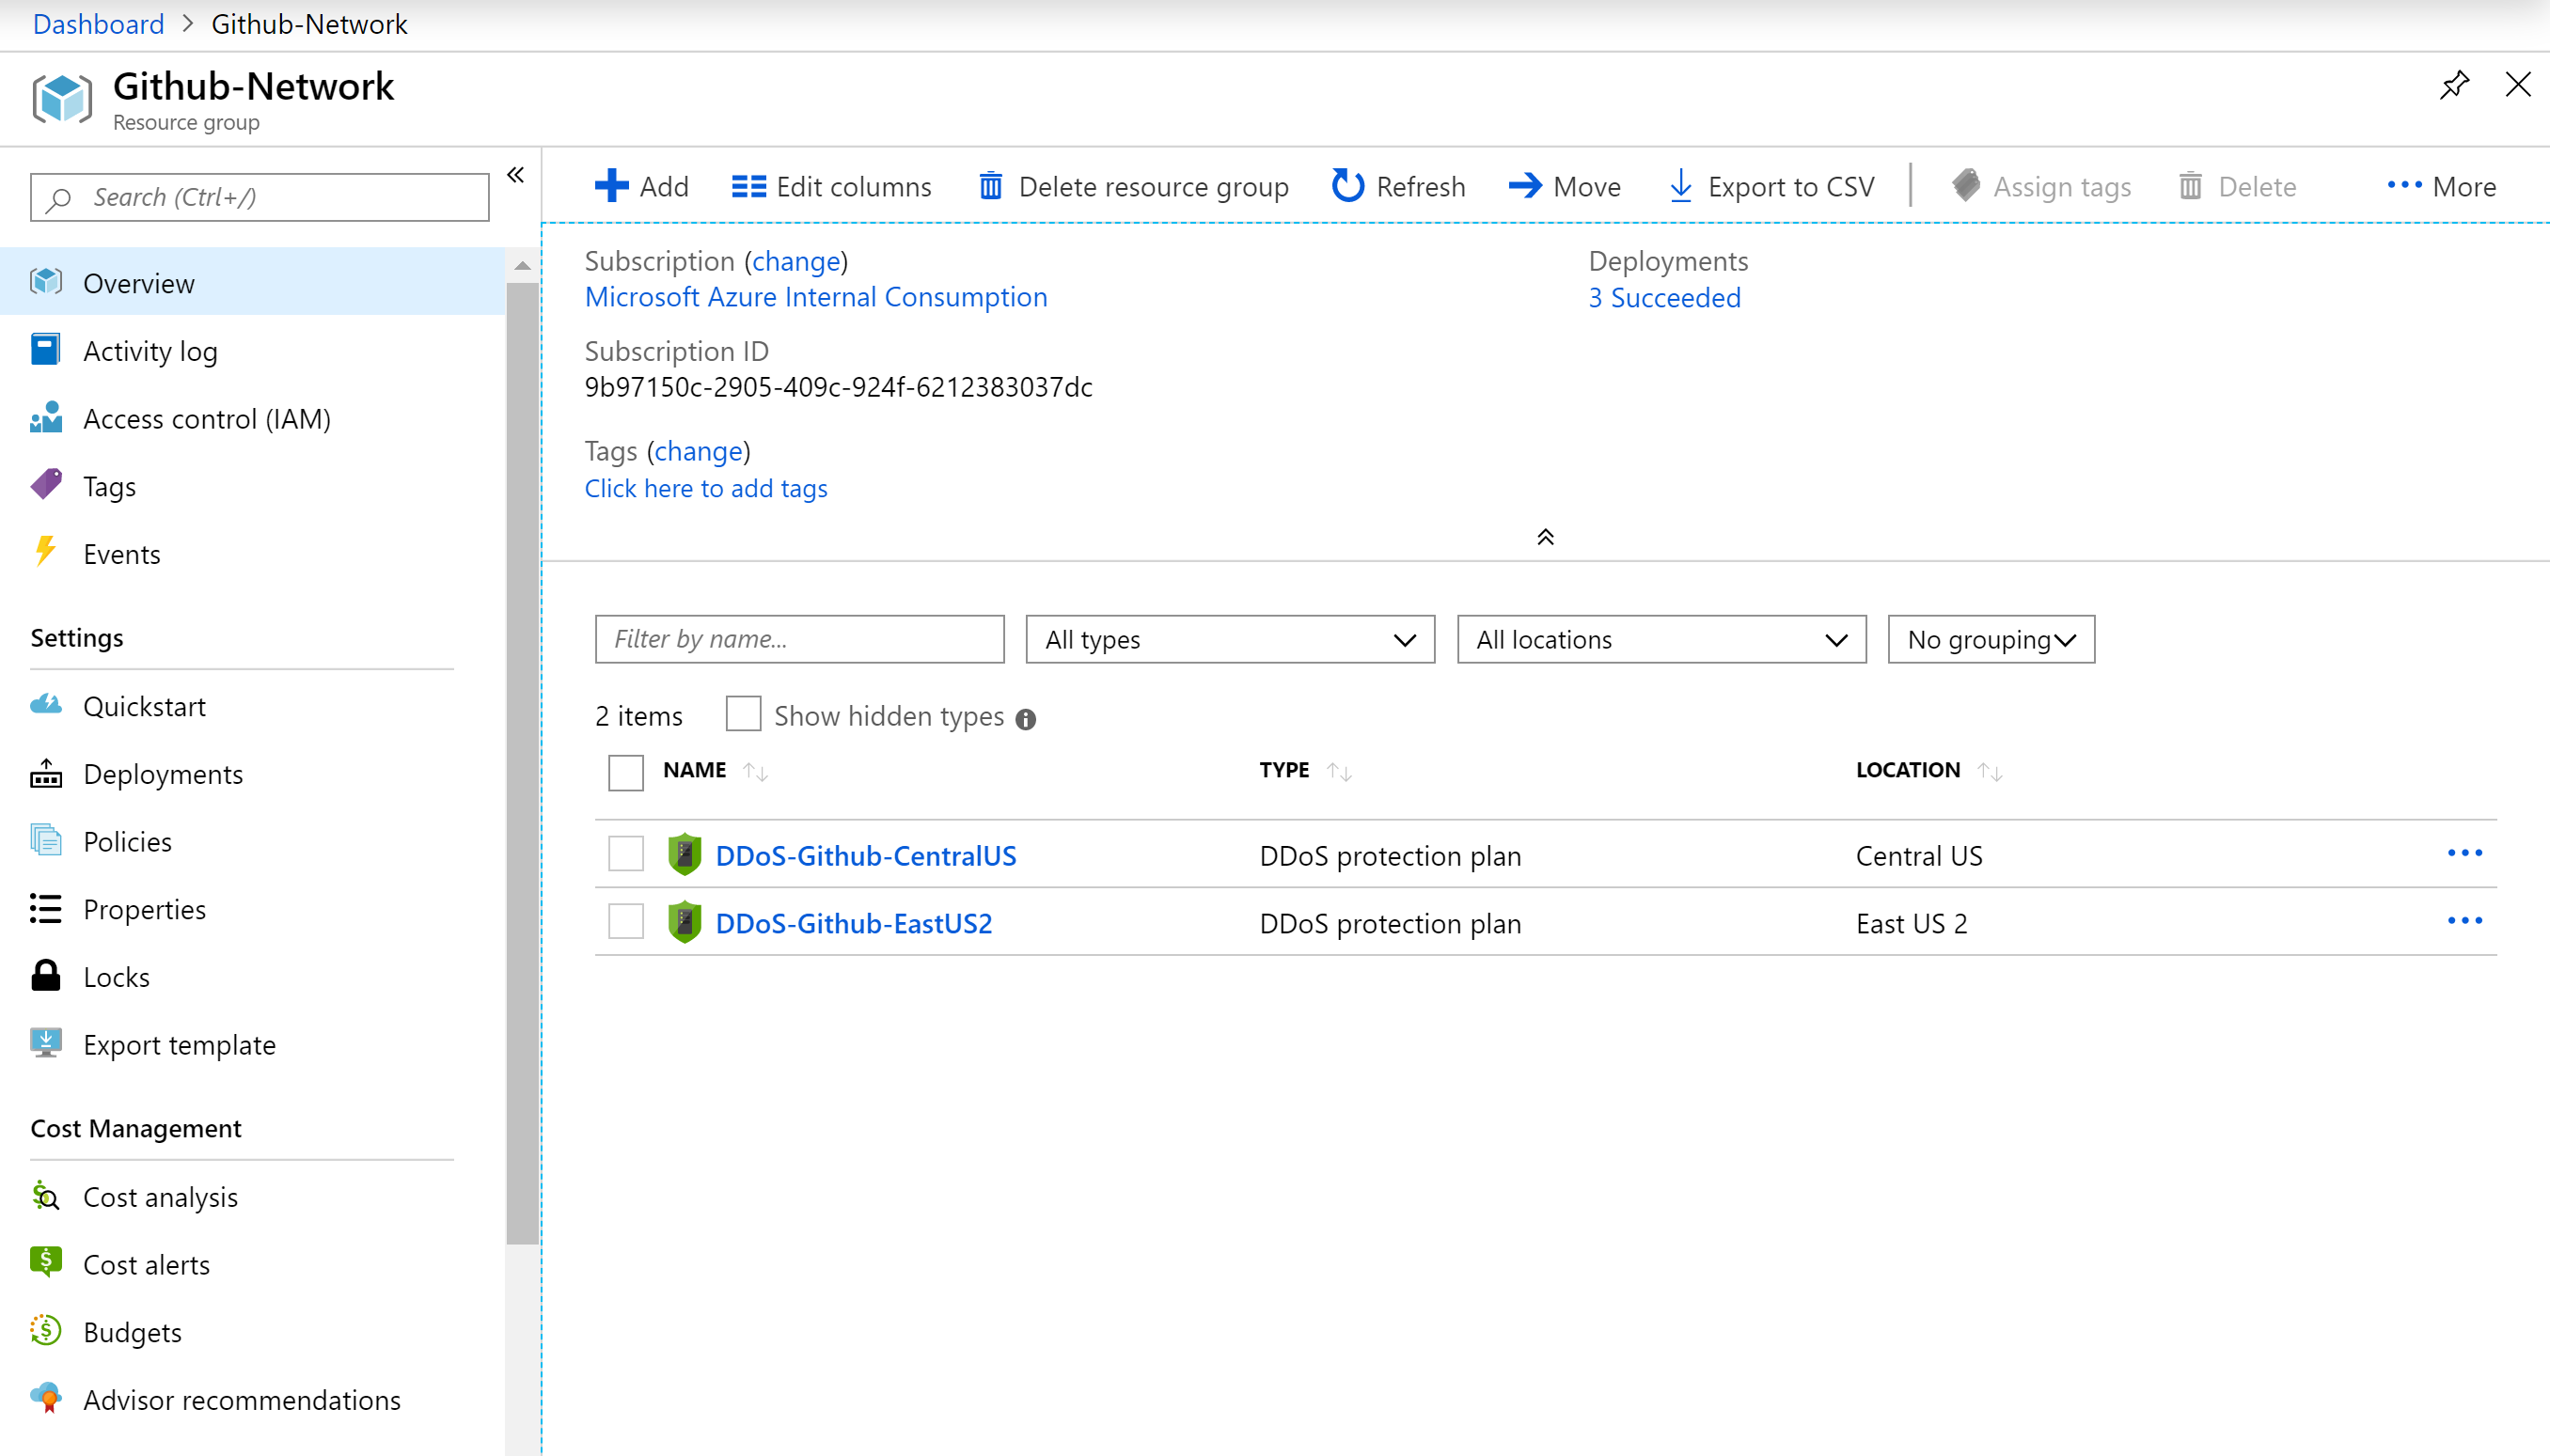 Dashboard > Github-Network
Github-Network
Resource group
Search (Ctrl+/)
Overview
Activity log
Access control (IAM)
Tags
Events
Settings
Quickstart
Deployments
Policies
Properties
Locks
Export template
Cost Management
Cost analysis
Cost alerts
Budgets
Advisor recommendations
Add Edit columns Delete resource group Refresh Move Export to CSV Assign tags Delete More
Subscription (change)
Microsoft Azure Internal Consumption
Deployments
3 Succeeded
Subscription ID
9b97150c-2905-409c-924f-6212383037dc
Tags (change)
Click here to add tags
Filter by name... All types All locations No grouping
2 items Show hidden types
NAME TYPE LOCATION
DDoS-Github-CentralUS DDoS protection plan Central US
DDoS-Github-EastUS2 DDoS protection plan East US 2